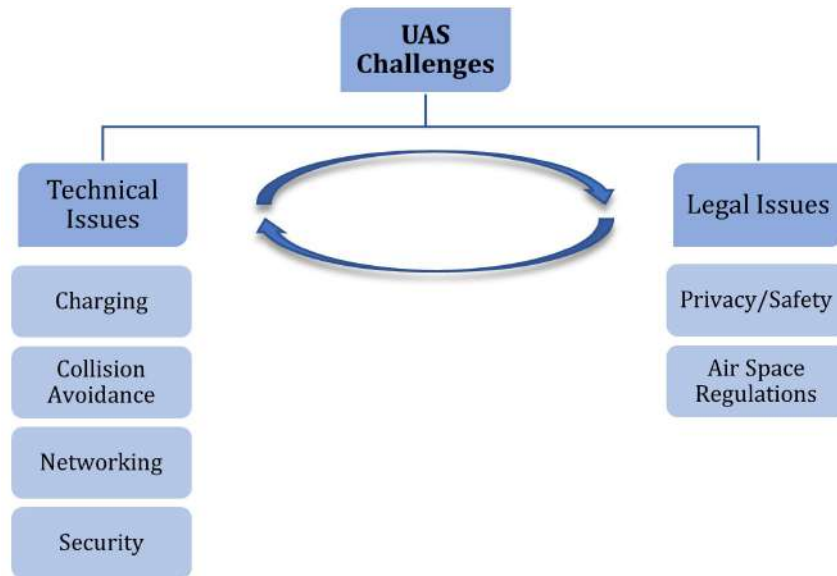 UAS
Challenges
Technical
Issues
Charging
Collision
Avoidance
Networking
Security
Legal Issues
Privacy/Safety
Air Space
Regulations